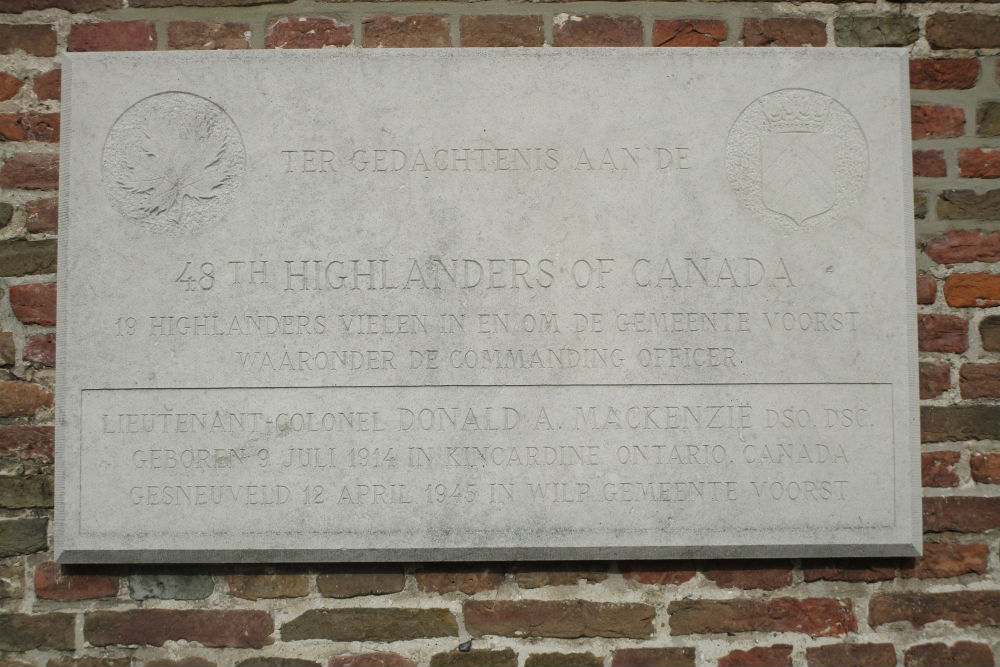 TER GEDACHTENIS AAN DE
48TH HIGHLANDERS OF CANADA
19 HIGHLANDERS VIELEN IN EN OM DE GEMEENTE VOORST
WAARONDER DE COMMANDING OFFICER.
LIEUTENANT-COLONEL DONALD A. MACKENZIE DSO. DSC.
GEBOREN 9 JULI 1914 IN KINCARDINE ONTARIO. CANADA
GESNEUVELD 12 APRIL 1945 IN WILP. GEMEENTE VOORST